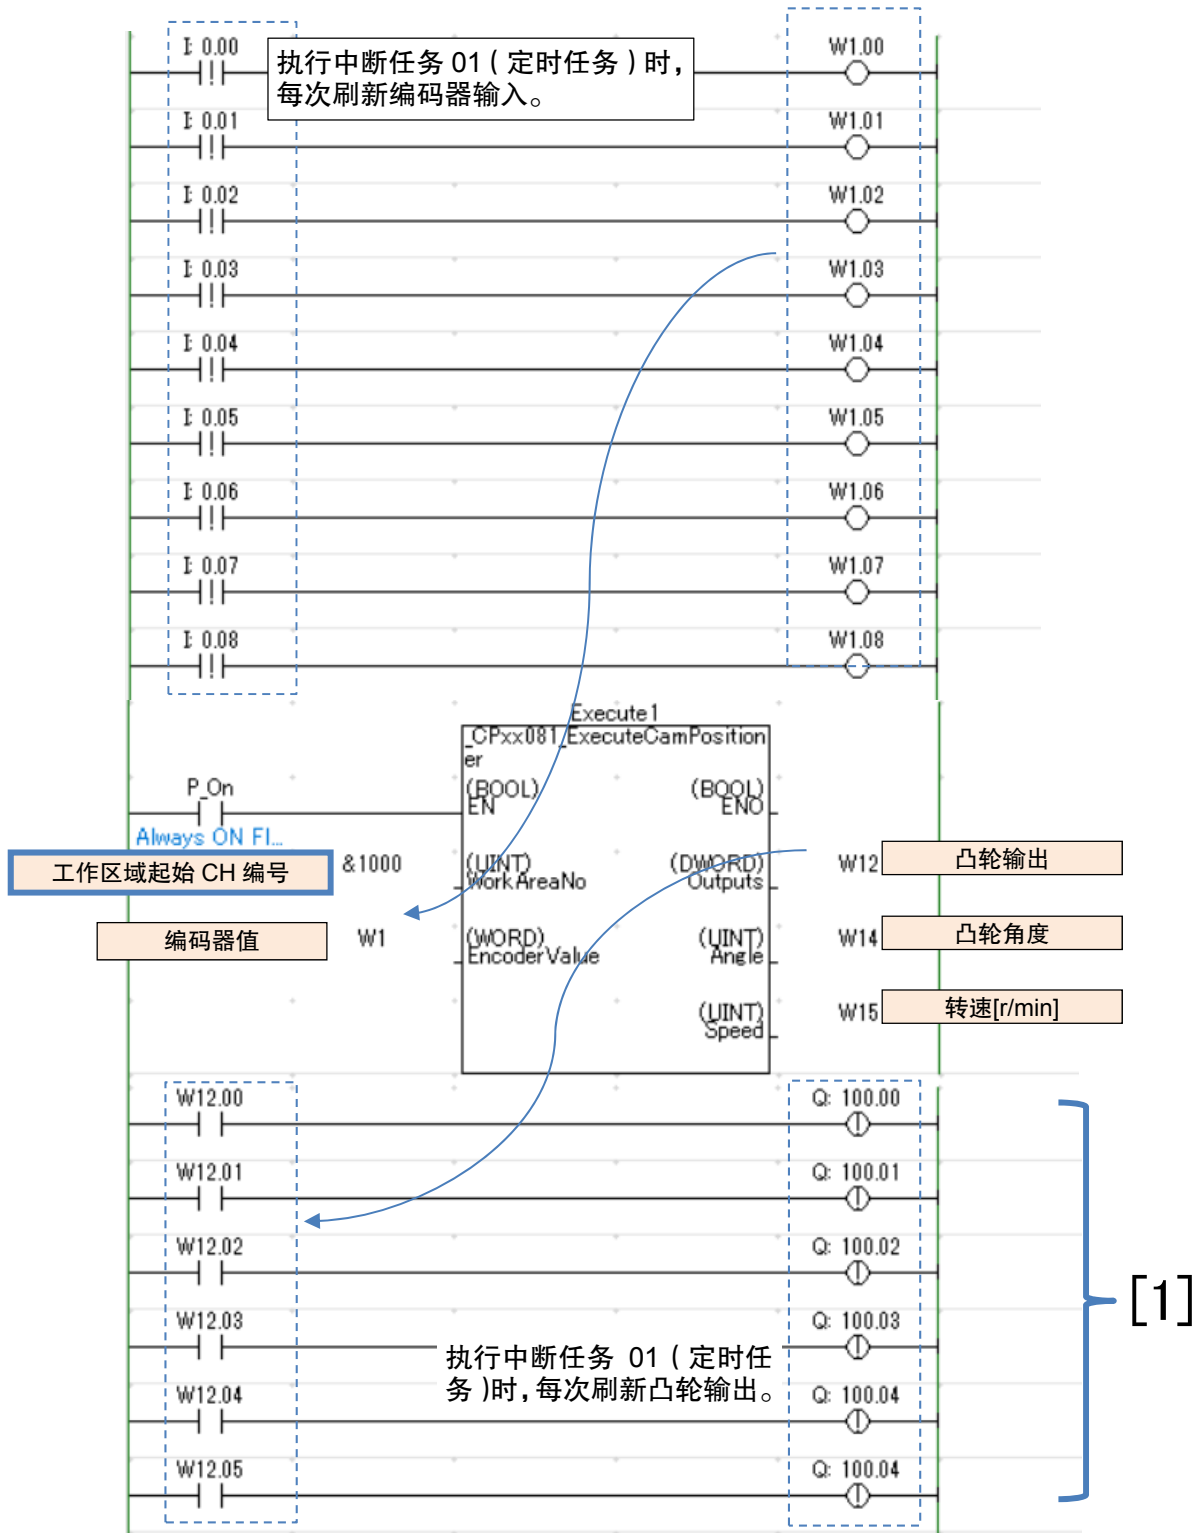 I: 0.00
W1.00
执行中断任务 01 ( 定时任务 ) 时，
每次刷新编码器输入。
I: 0.01
W1.01
I: 0.02
W1.02
I: 0.03
W1.03
I: 0.04
W1.04
I: 0.05
W1.05
I: 0.06
W1.06
I: 0.07
W1.07
I: 0.08
W1.08
Execute1
_CPxx081_ExecuteCamPosition
er
P_On
(BOOL)
EN
(BOOL)
ENO
Always ON Fl...
工作区域起始 CH 编号
&1000
(UINT)
WorkAreaNo
(DWORD)
Outputs
W12
凸轮输出
编码器值
W1
(WORD)
EncoderValue
(UINT)
Angle
W14
凸轮角度
(UINT)
Speed
W15
转速[r/min]
W12.00
Q: 100.00
W12.01
Q: 100.01
W12.02
Q: 100.02
[1]
W12.03
Q: 100.03
执行中断任务 01 ( 定时任
务 )时，每次刷新凸轮输出。
W12.04
Q: 100.04
W12.05
Q: 100.04